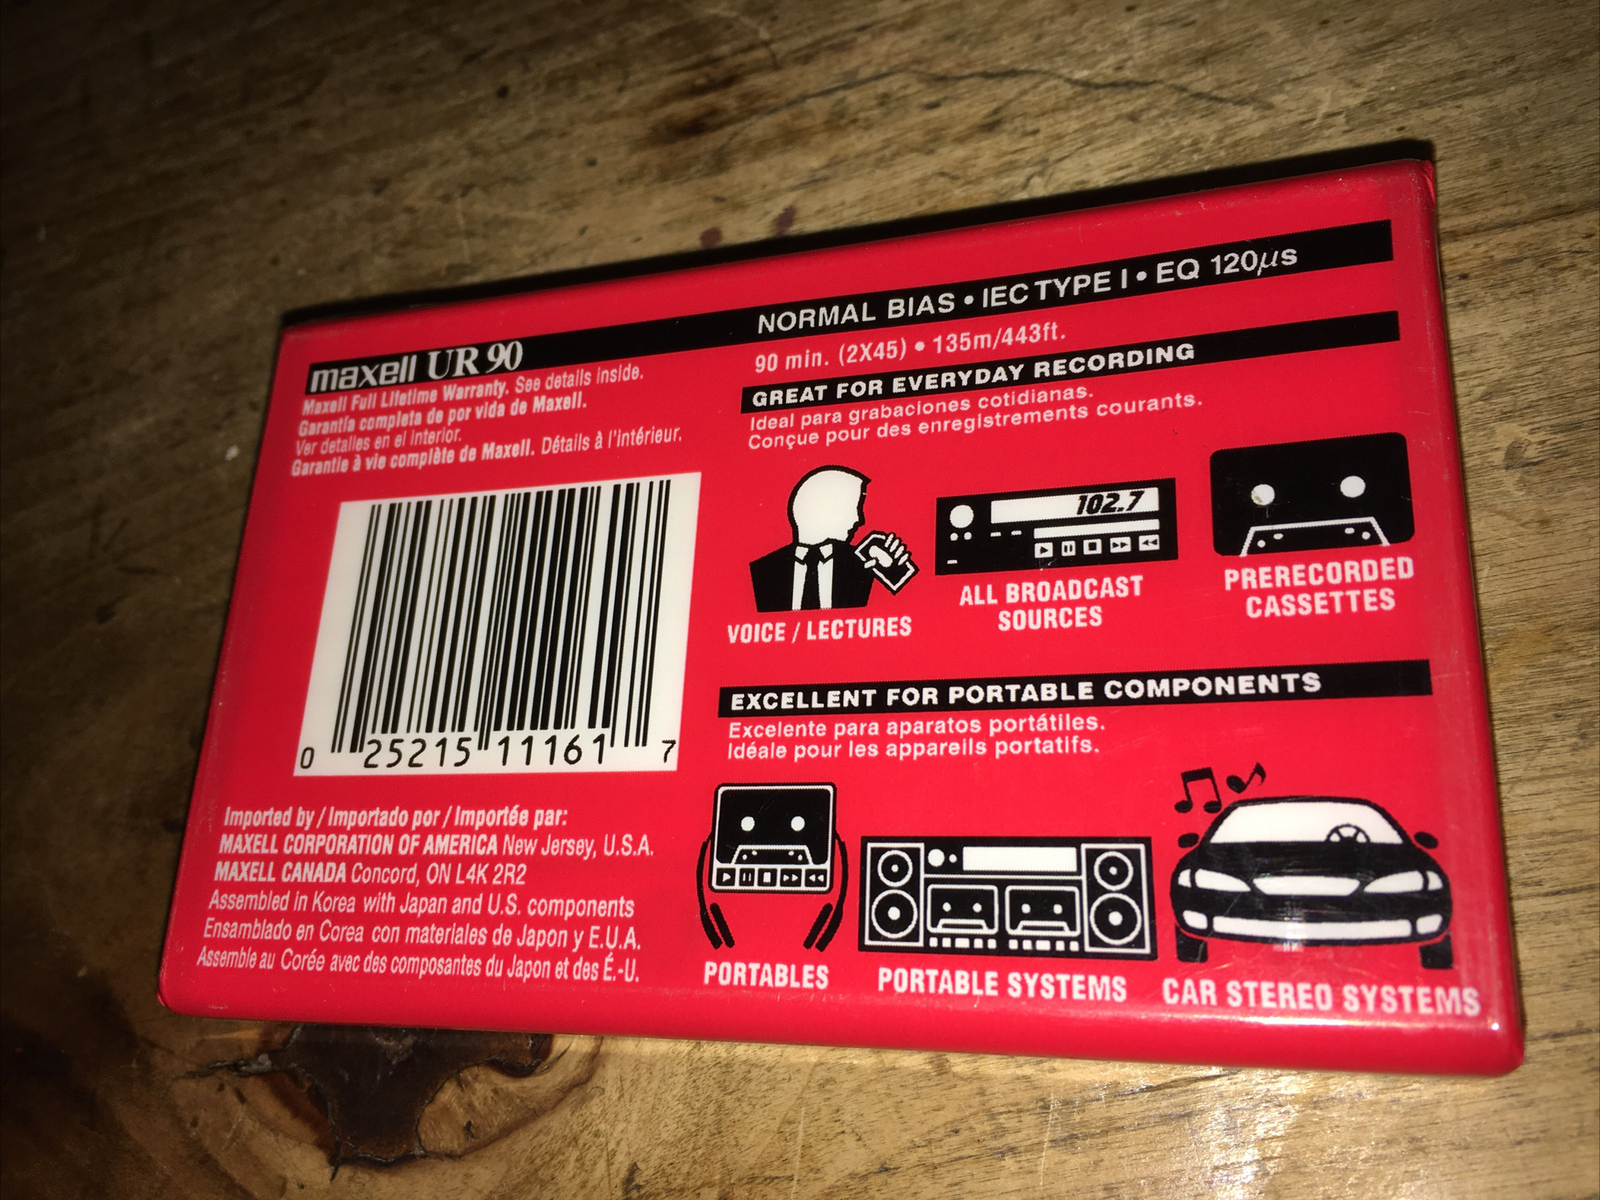 maxell UR 90
NORMAL BIAS • IEC TYPE I • EQ 120µs
Maxell Full Lifetime Warranty. See details inside.
Garantía completa de por vida de Maxell.
Ver detalles en el interior.
Garantie à vie complète de Maxell. Détails à l'intérieur.
0 25215 11161 7
Imported by / Importado por / Importée par:
MAXELL CORPORATION OF AMERICA New Jersey, U.S.A.
MAXELL CANADA Concord, ON L4K 2R2
Assembled in Korea with Japan and U.S. components
Ensamblado en Corea con materiales de Japon y E.U.A.
Assemble au Corée avec des composantes du Japon et des É.-U.
90 min. (2X45) • 135m/443ft.
GREAT FOR EVERYDAY RECORDING
Ideal para grabaciones cotidianas.
Conçue pour des enregistrements courants.
102.7
VOICE / LECTURES
ALL BROADCAST
SOURCES
PRERECORDED
CASSETTES
EXCELLENT FOR PORTABLE COMPONENTS
Excelente para aparatos portátiles.
Idéale pour les appareils portatifs.
PORTABLES
PORTABLE SYSTEMS
CAR STEREO SYSTEMS